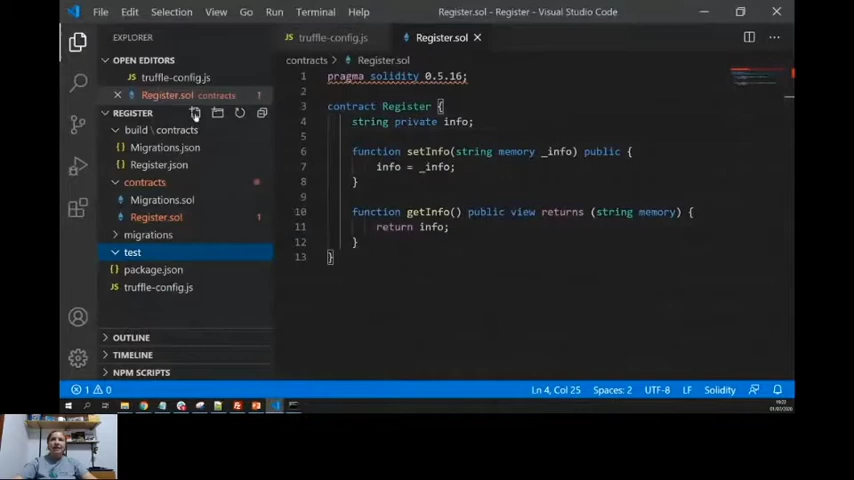 File Edit Selection View Go Run Terminal Help Register.sol - Register - Visual Studio Code
EXPLORER
OPEN EDITORS
truffle-config.js
Register.sol contracts 1
REGISTER
build \ contracts
Migrations.json
Register.json
contracts
Migrations.sol
Register.sol 1
migrations
test
package.json
truffle-config.js
OUTLINE
TIMELINE
NPM SCRIPTS
truffle-config.js Register.sol
contracts > Register.sol
1 pragma solidity 0.5.16;
2
3 contract Register {
4 string private info;
5
6 function setInfo(string memory _info) public {
7 info = _info;
8 }
9
10 function getInfo() public view returns (string memory) {
11 return info;
12 }
13 }
1 0 Ln 4, Col 25 Spaces: 2 UTF-8 LF Solidity